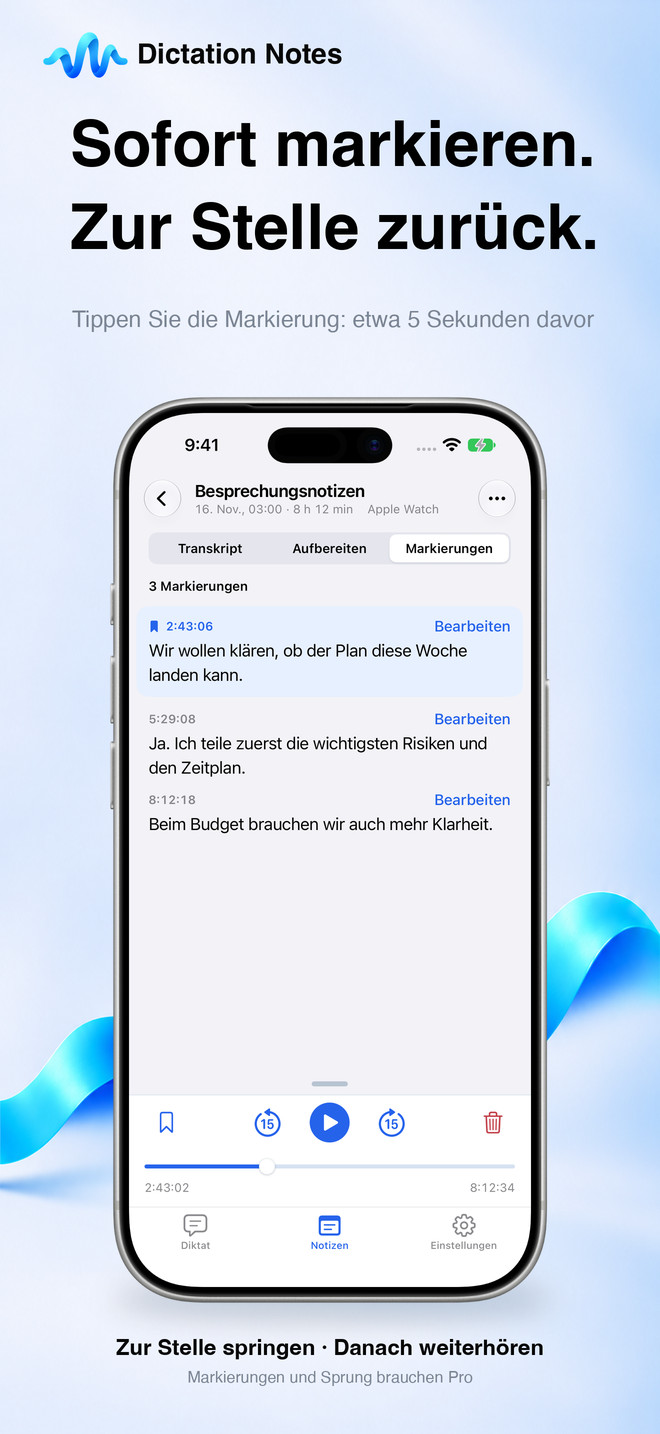 Dictation Notes
Sofort markieren.
Zur Stelle zurück.
Tippen Sie die Markierung: etwa 5 Sekunden davor
9:41
Besprechungsnotizen
16. Nov., 03:00 · 8 h 12 min Apple Watch
Transkript Aufbereiten Markierungen
3 Markierungen
2:43:06 Bearbeiten
Wir wollen klären, ob der Plan diese Woche
landen kann.
5:29:08 Bearbeiten
Ja. Ich teile zuerst die wichtigsten Risiken und
den Zeitplan.
8:12:18 Bearbeiten
Beim Budget brauchen wir auch mehr Klarheit.
15 15
2:43:02 8:12:34
Diktat Notizen Einstellungen
Zur Stelle springen · Danach weiterhören
Markierungen und Sprung brauchen Pro